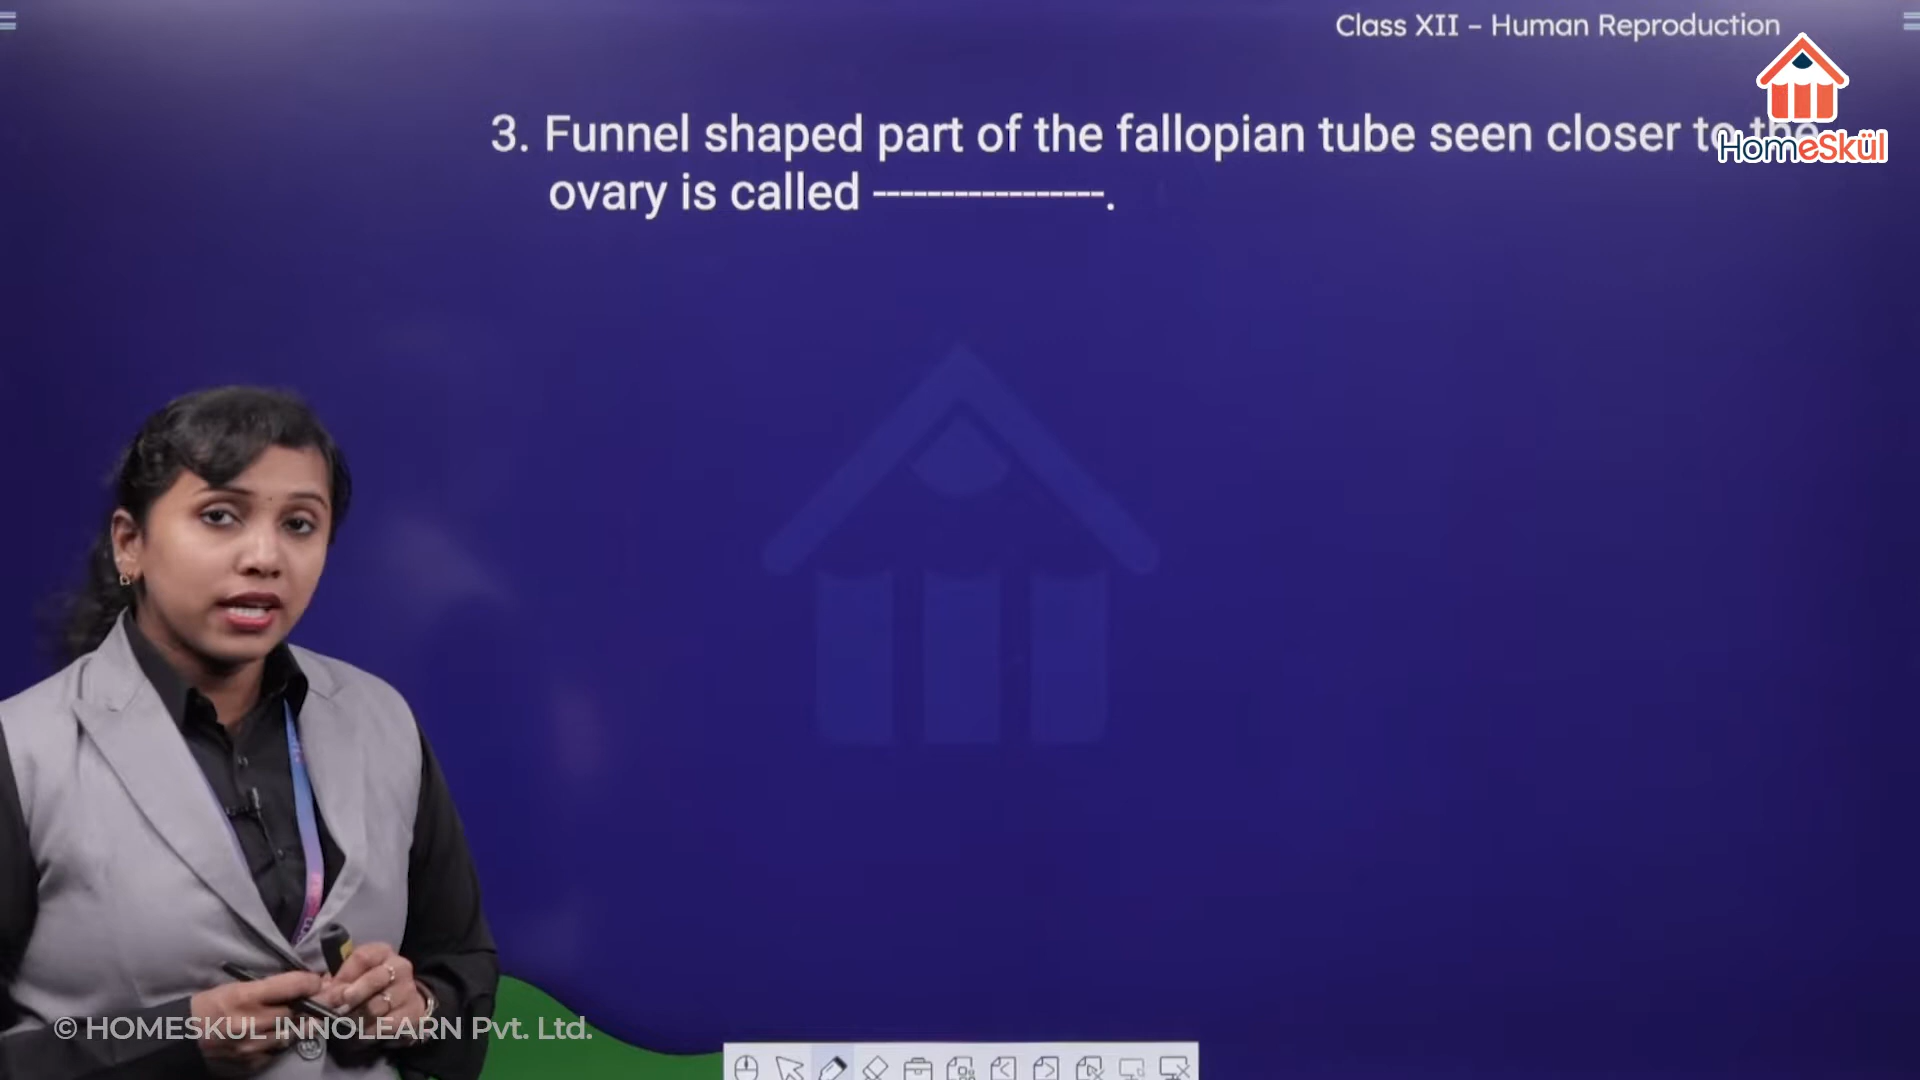 Class XII – Human Reproduction
3. Funnel shaped part of the fallopian tube seen closer to the
HomeSkül
ovary is called -----------------.
© HOMESKUL INNOLEARN Pvt. Ltd.